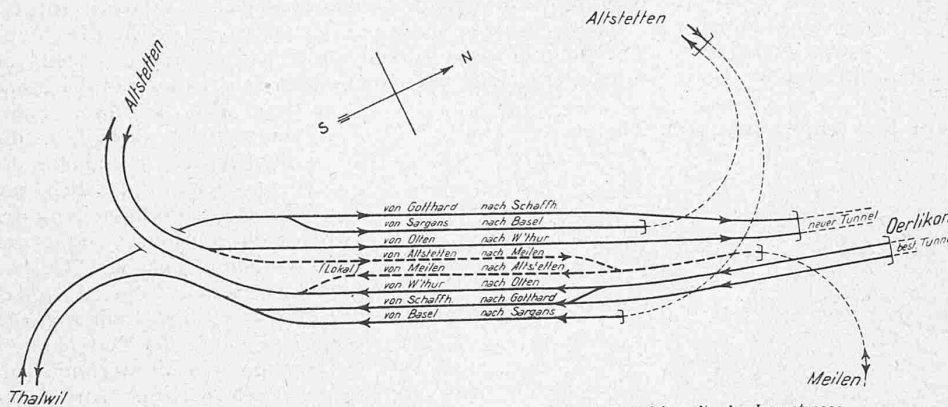 Altstetten
Altstetten
N
S
von Gotthard nach Schaffh.
von Sargans nach Basel
von Olten nach W'thur
von Altstetten nach Meilen
(Lokal) von Meilen nach Altstetten
von W'thur nach Olten
von Schaffh. nach Gotthard
von Basel nach Sargans
neuer Tunnel
Oerlikon
best. Tunnel
Thalwil
Meilen